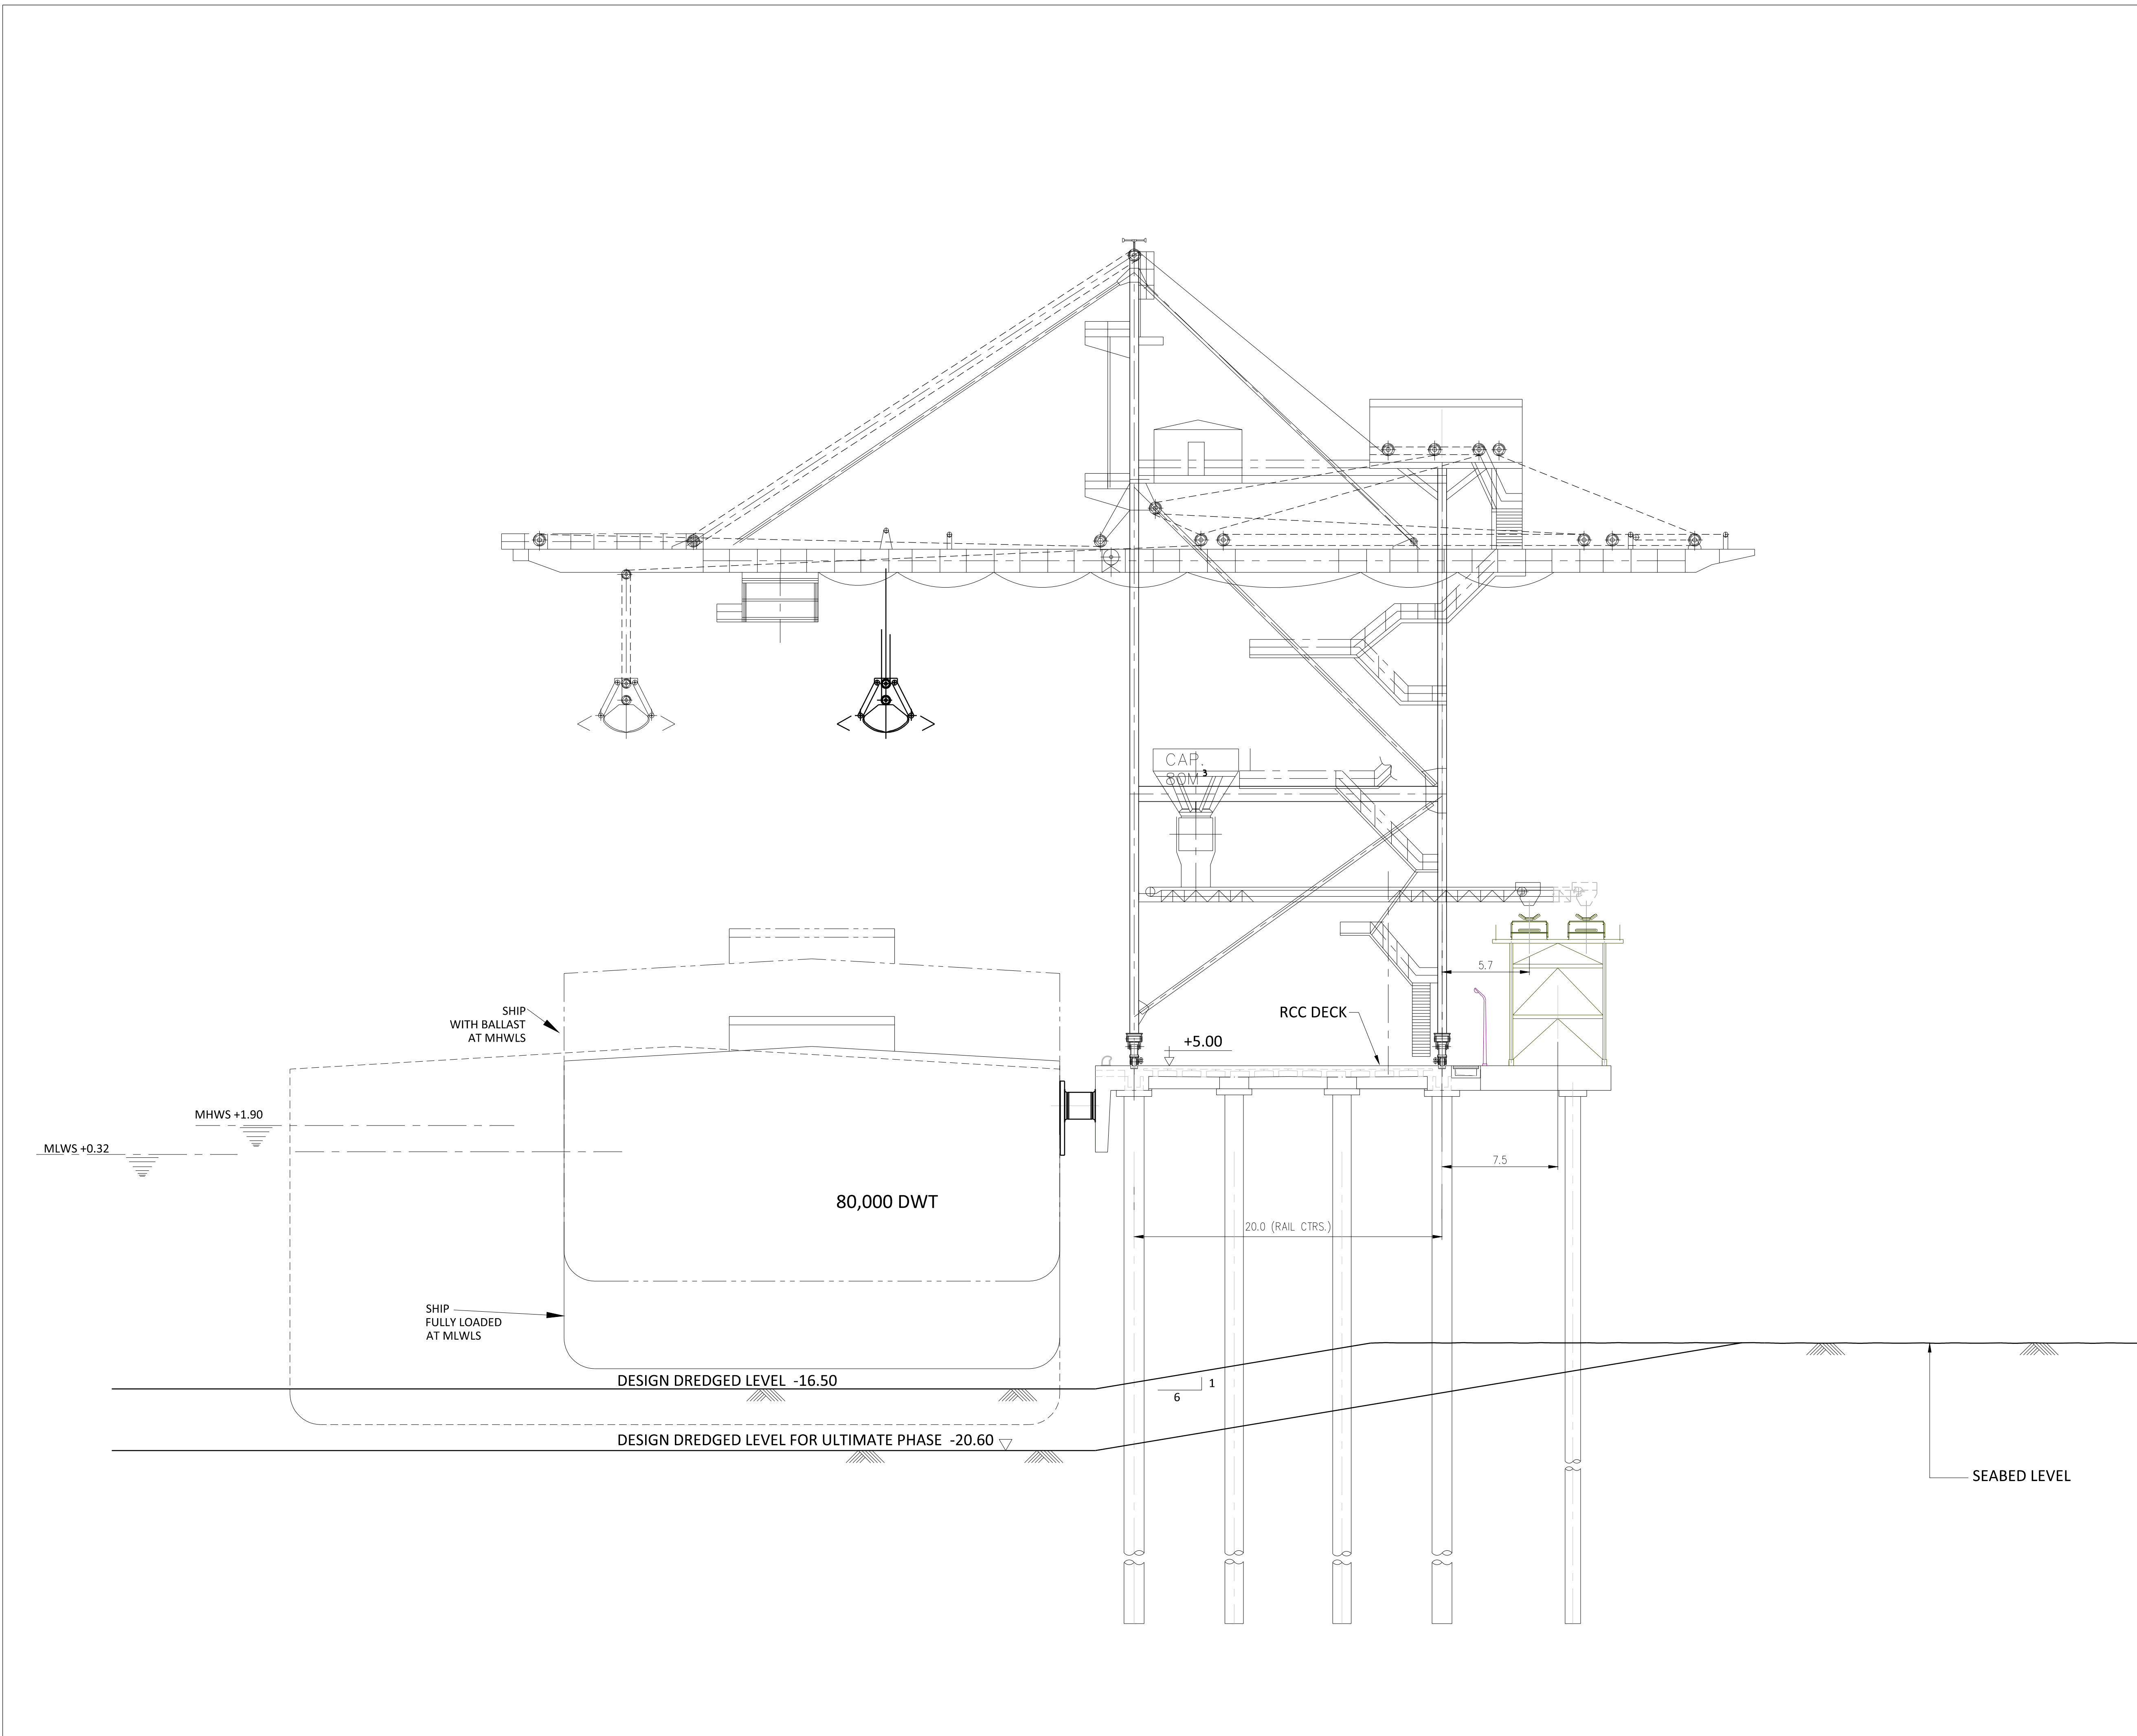 CAP.
80M3
5.7
SHIP
WITH BALLAST
AT MHWLS
RCC DECK
+5.00
MHWS +1.90
MLWS +0.32
7.5
80,000 DWT
20.0 (RAIL CTRS.)
SHIP
FULLY LOADED
AT MLWLS
DESIGN DREDGED LEVEL -16.50
1
6
DESIGN DREDGED LEVEL FOR ULTIMATE PHASE -20.60
SEABED LEVEL